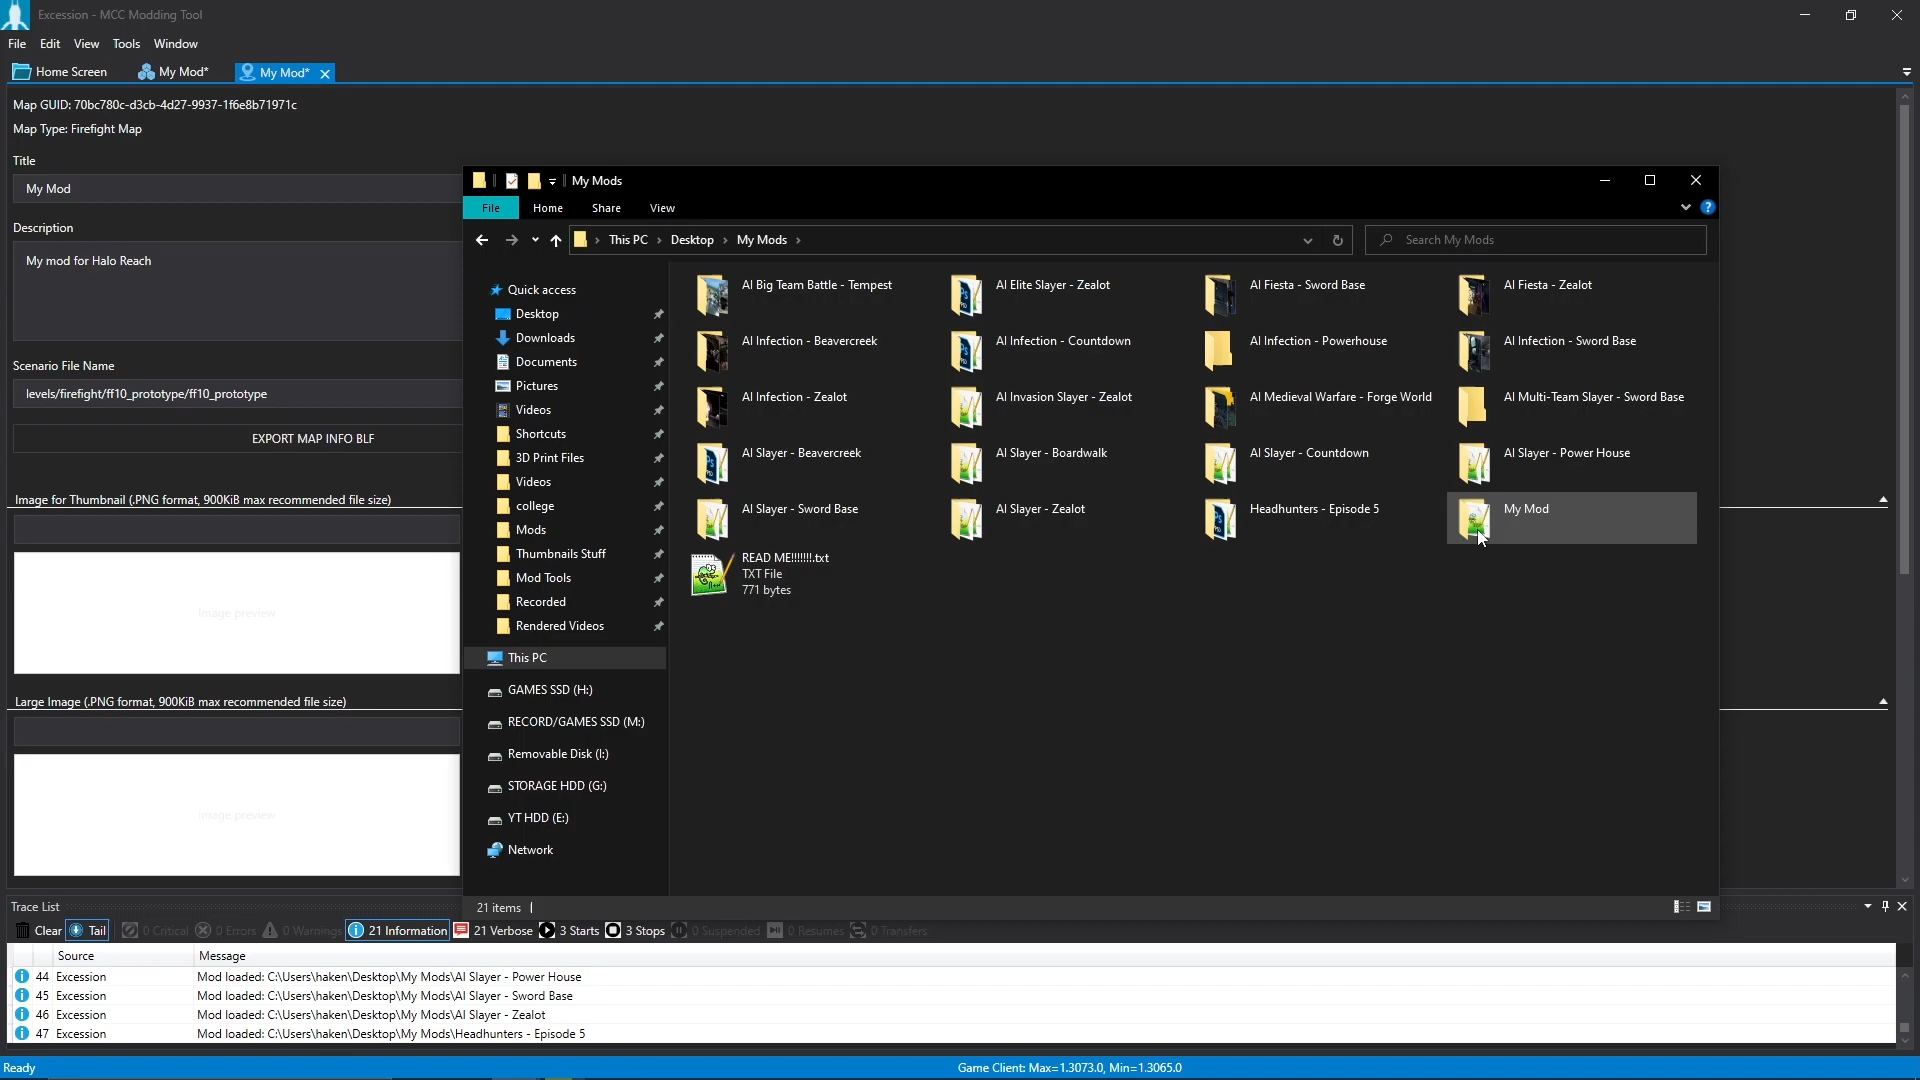 Excession - MCC Modding Tool
File Edit View Tools Window
Home Screen My Mod* My Mod*
Map GUID: 70bc780c-d3cb-4d27-9937-1f6e8b71971c
Map Type: Firefight Map
Title
My Mod
Description
My mod for Halo Reach
Scenario File Name
levels/firefight/ff10_prototype/ff10_prototype
EXPORT MAP INFO BLF
Image for Thumbnail (.PNG format, 900KiB max recommended file size)
Image preview
Large Image (.PNG format, 900KiB max recommended file size)
Image preview
My Mods
File Home Share View
This PC Desktop My Mods
Search My Mods
Quick access
Desktop
Downloads
Documents
Pictures
Videos
Shortcuts
3D Print Files
Videos
college
Mods
Thumbnails Stuff
Mod Tools
Recorded
Rendered Videos
This PC
GAMES SSD (H:)
RECORD/GAMES SSD (M:)
Removable Disk (I:)
STORAGE HDD (G:)
YT HDD (E:)
Network
AI Big Team Battle - Tempest AI Elite Slayer - Zealot AI Fiesta - Sword Base AI Fiesta - Zealot
AI Infection - Beavercreek AI Infection - Countdown AI Infection - Powerhouse AI Infection - Sword Base
AI Infection - Zealot AI Invasion Slayer - Zealot AI Medieval Warfare - Forge World AI Multi-Team Slayer - Sword Base
AI Slayer - Beavercreek AI Slayer - Boardwalk AI Slayer - Countdown AI Slayer - Power House
AI Slayer - Sword Base AI Slayer - Zealot Headhunters - Episode 5 My Mod
READ ME!!!!!!!.txt
TXT File
771 bytes
21 items
Trace List
Clear Tail 0 Critical 0 Errors 0 Warnings 21 Information 21 Verbose 3 Starts 3 Stops 0 Suspended 0 Resumes 0 Transfers
Source Message
44 Excession Mod loaded: C:\Users\haken\Desktop\My Mods\AI Slayer - Power House
45 Excession Mod loaded: C:\Users\haken\Desktop\My Mods\AI Slayer - Sword Base
46 Excession Mod loaded: C:\Users\haken\Desktop\My Mods\AI Slayer - Zealot
47 Excession Mod loaded: C:\Users\haken\Desktop\My Mods\Headhunters - Episode 5
Ready Game Client: Max=1.3073.0, Min=1.3065.0